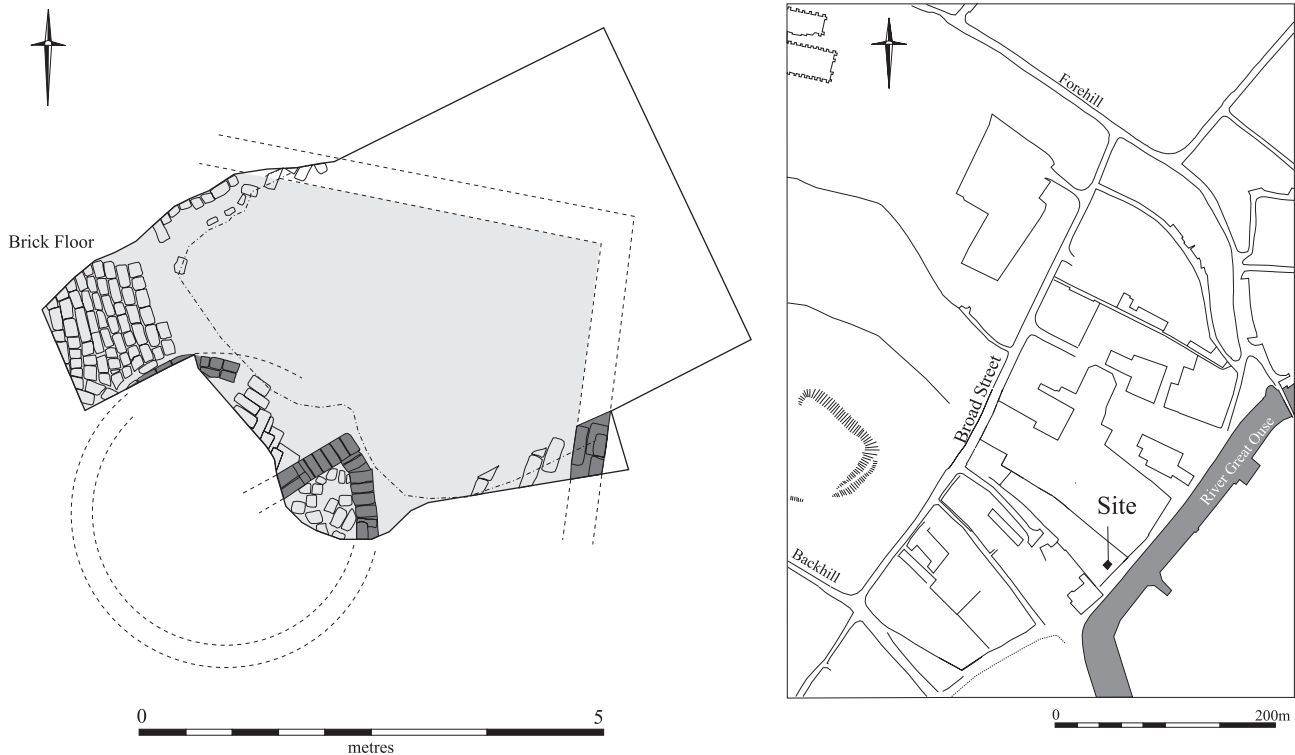 Brick Floor
0 5
metres
Forehill
Broad Street
River Great Ouse
Site
Backhill
0 200m